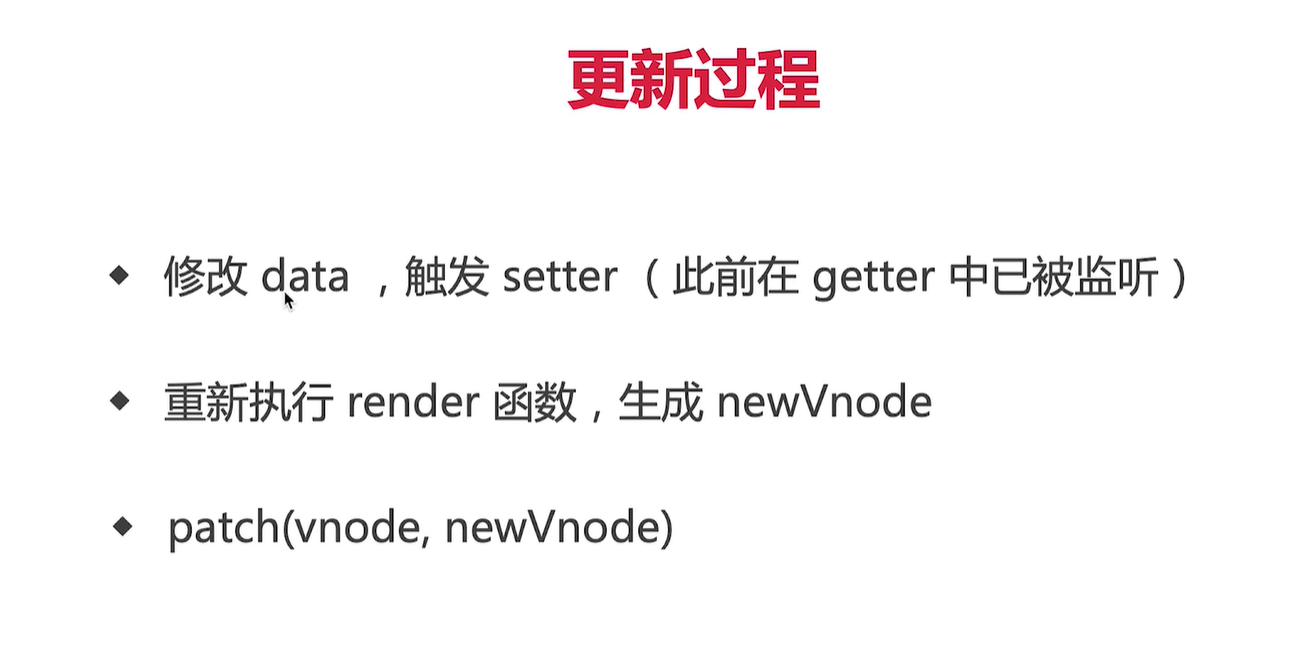 更新过程
修改 data ，触发 setter （ 此前在 getter 中已被监听 ）
重新执行 render 函数，生成 newVnode
patch(vnode, newVnode)